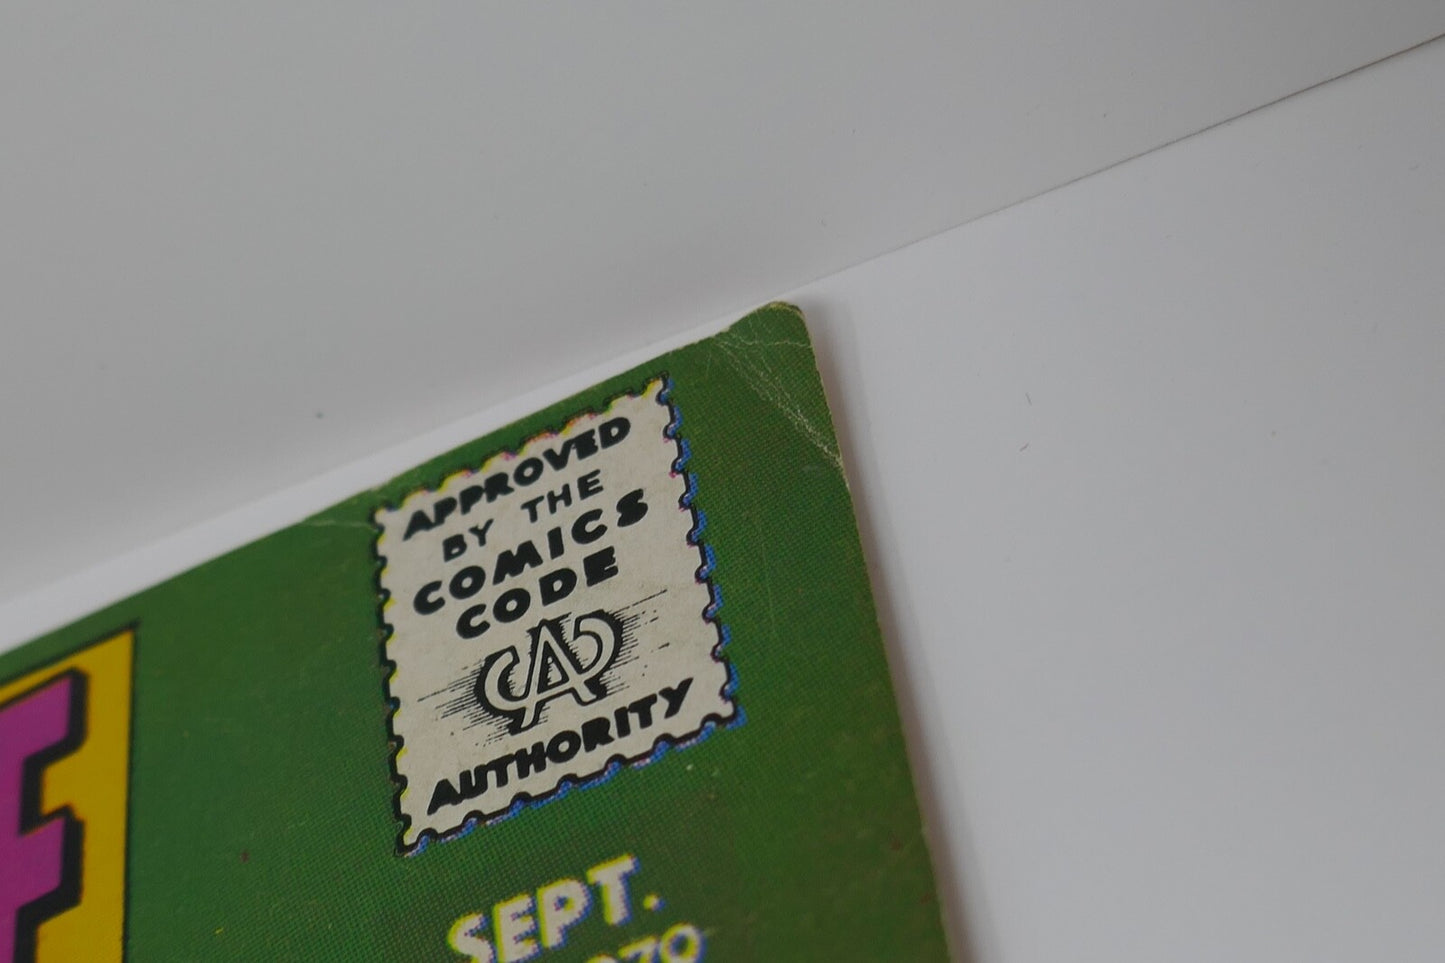 APPROVED
BY THE
COMICS
CODE
CA
AUTHORITY
SEPT.